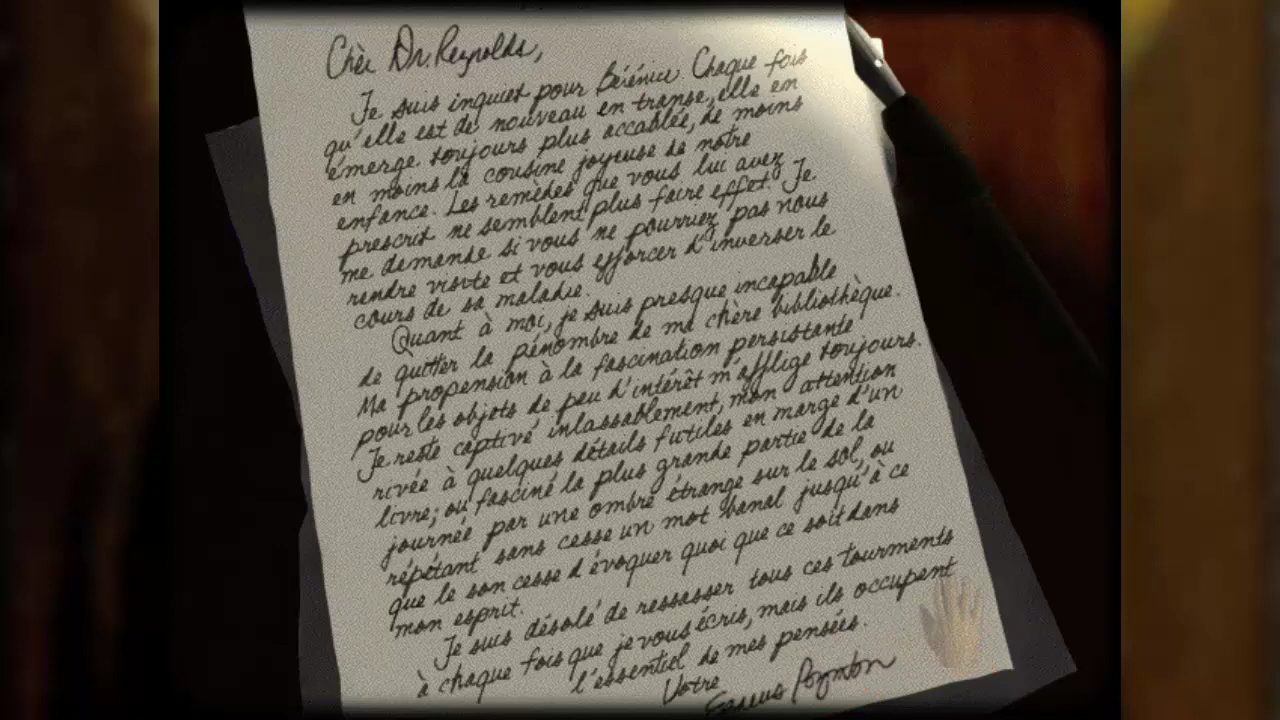 Chèr Dr. Reynolds,
Je suis inquiet pour Bérénice. Chaque fois
qu'elle est de nouveau en transe, elle en
émerge toujours plus accablée, de moins
en moins la cousine joyeuse de notre
enfance. Les remèdes que vous lui avez
prescrit ne semblent plus faire effet. Je
me demande si vous ne pourriez pas nous
rendre visite et vous efforcer d'inverser le
cours de sa maladie.
Quant à moi, je suis presque incapable
de quitter la pénombre de ma chère bibliothèque.
Ma propension à la fascination persistante
pour les objets de peu d'intérêt m'afflige toujours.
Je reste captivé inlassablement, mon attention
rivée à quelques détails futiles en marge d'un
livre; ou fasciné la plus grande partie de la
journée par une ombre étrange sur le sol, ou
répétant sans cesse un mot banal jusqu'à ce
que le son cesse d'évoquer quoi que ce soit dans
mon esprit.
Je suis désolé de ressasser tous ces tourments
à chaque fois que je vous écris, mais ils occupent
l'essentiel de mes pensées.
Votre
Poynton